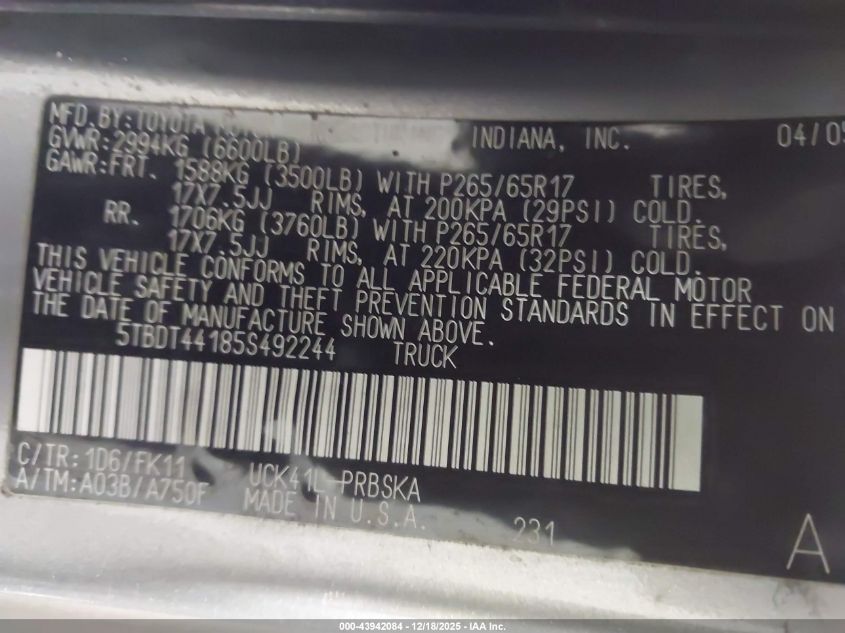 MFD. BY: TOYOTA INDIANA, INC. 04/05
GVWR: 2994KG (6600LB)
GAWR: FRT. 1588KG (3500LB) WITH P265/65R17 TIRES,
17X7.5JJ RIMS, AT 200KPA (29PSI) COLD.
RR. 1706KG (3760LB) WITH P265/65R17 TIRES,
17X7.5JJ RIMS, AT 220KPA (32PSI) COLD.
THIS VEHICLE CONFORMS TO ALL APPLICABLE FEDERAL MOTOR
VEHICLE SAFETY AND THEFT PREVENTION STANDARDS IN EFFECT ON
THE DATE OF MANUFACTURE SHOWN ABOVE.
5TBDT44185S492244 TRUCK
C/TR: 1D6/FK11 UCK41L-PRBSKA
A/TM: A03B/A750F MADE IN U.S.A. 231 A
000-43942084 / 12/18/2025 - IAA Inc.